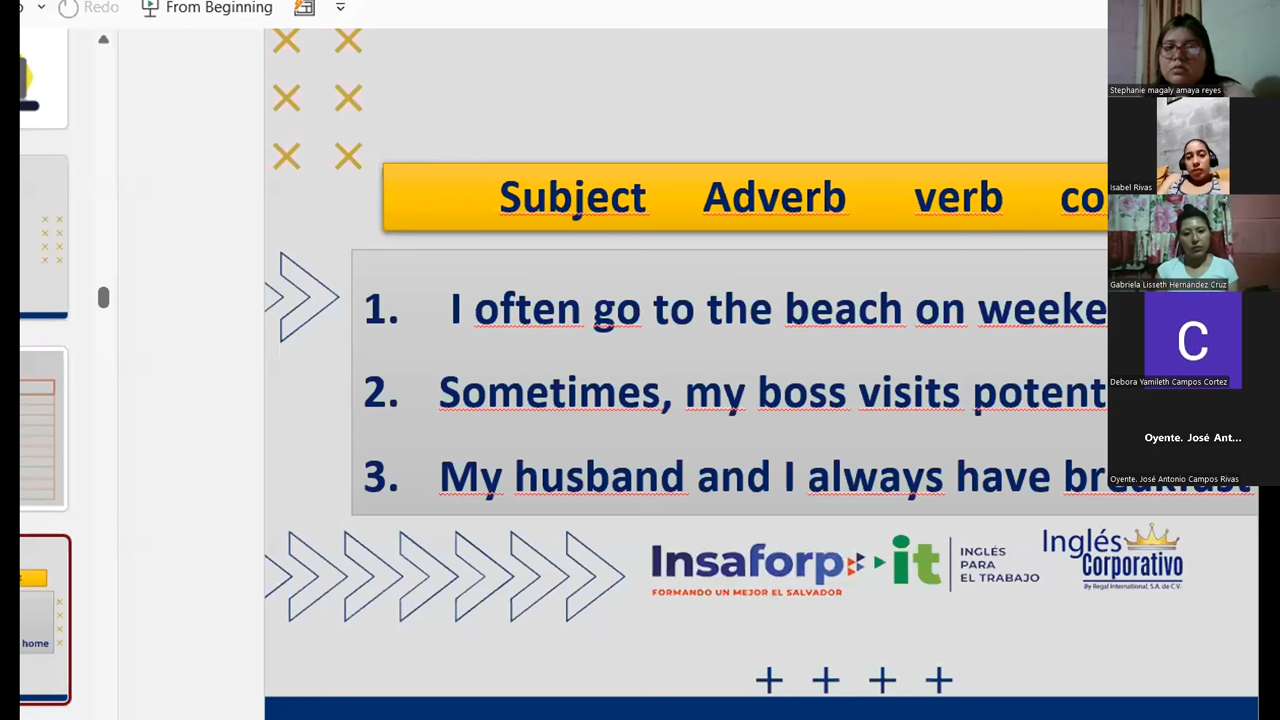 Redo From Beginning
Subject Adverb verb co
1. I often go to the beach on weeke
2. Sometimes, my boss visits potent
3. My husband and I always have breakfast
home
Insaforp
FORMANDO UN MEJOR EL SALVADOR
it
INGLÉS
PARA
EL TRABAJO
Inglés
Corporativo
By Regal International, S.A. de C.V.
Stephanie magaly amaya reyes
Isabel Rivas
Gabriela Lisseth Hernández Cruz
C
Debora Yamileth Campos Cortez
Oyente. José Ant...
Oyente. José Antonio Campos Rivas